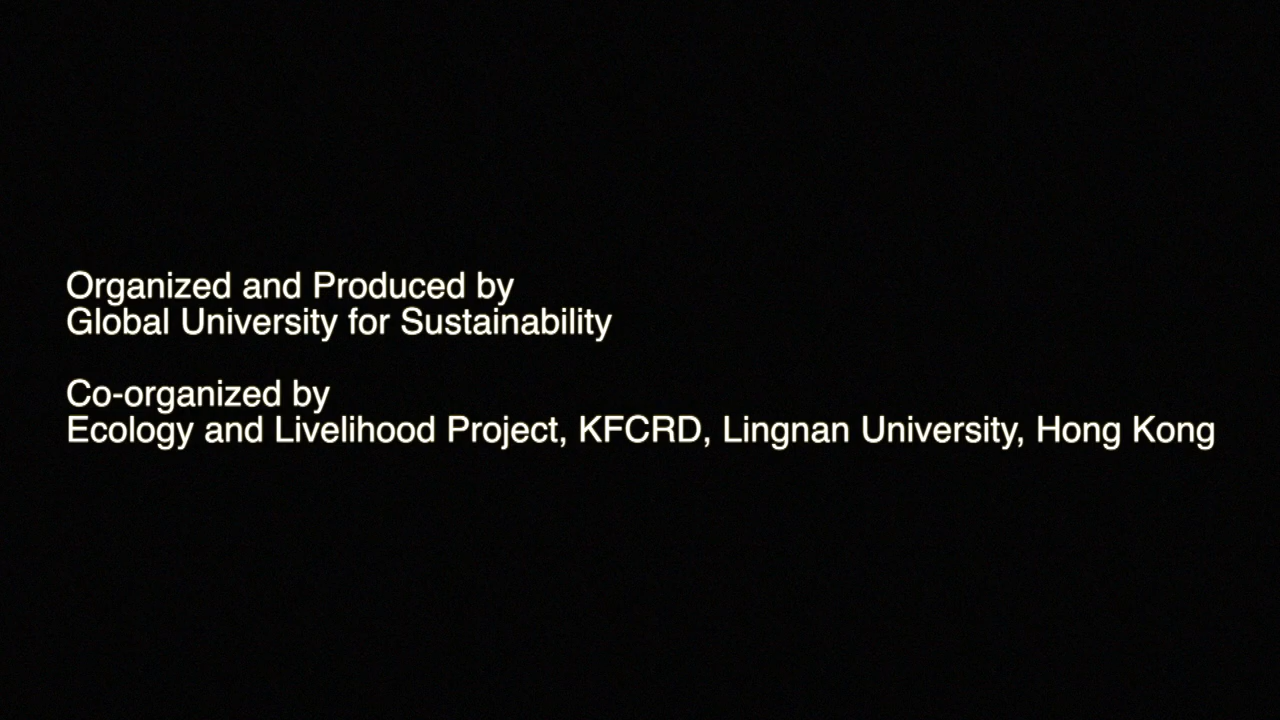 Organized and Produced by
Global University for Sustainability
Co-organized by
Ecology and Livelihood Project, KFCRD, Lingnan University, Hong Kong